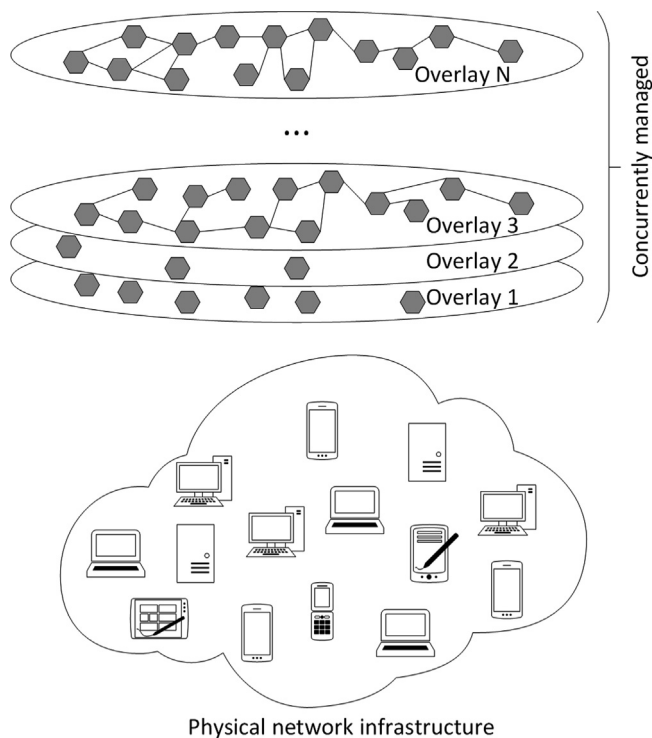 Overlay N
...
Overlay 3
Overlay 2
Overlay 1
Concurrently managed
Physical network infrastructure